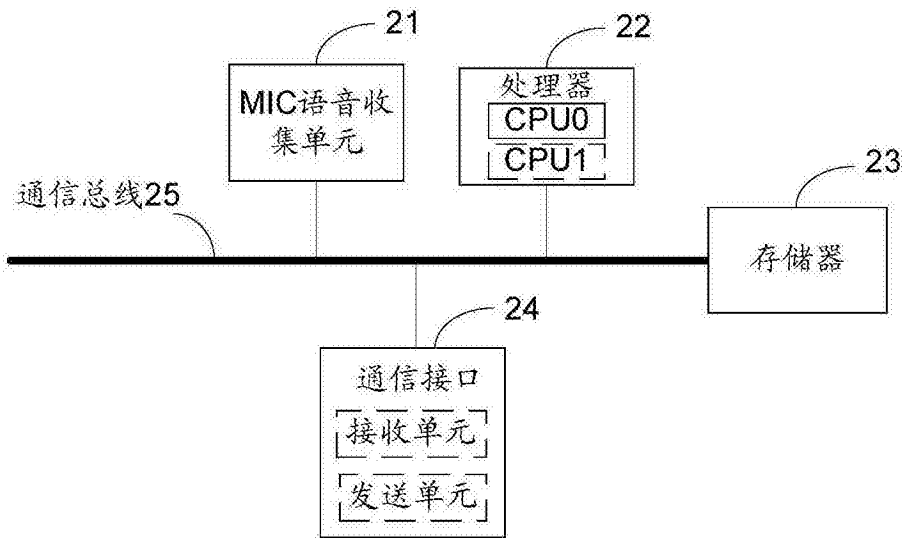 21
MIC语音收
集单元
22
处理器
CPU0
CPU1
23
存储器
通信总线25
24
通信接口
接收单元
发送单元